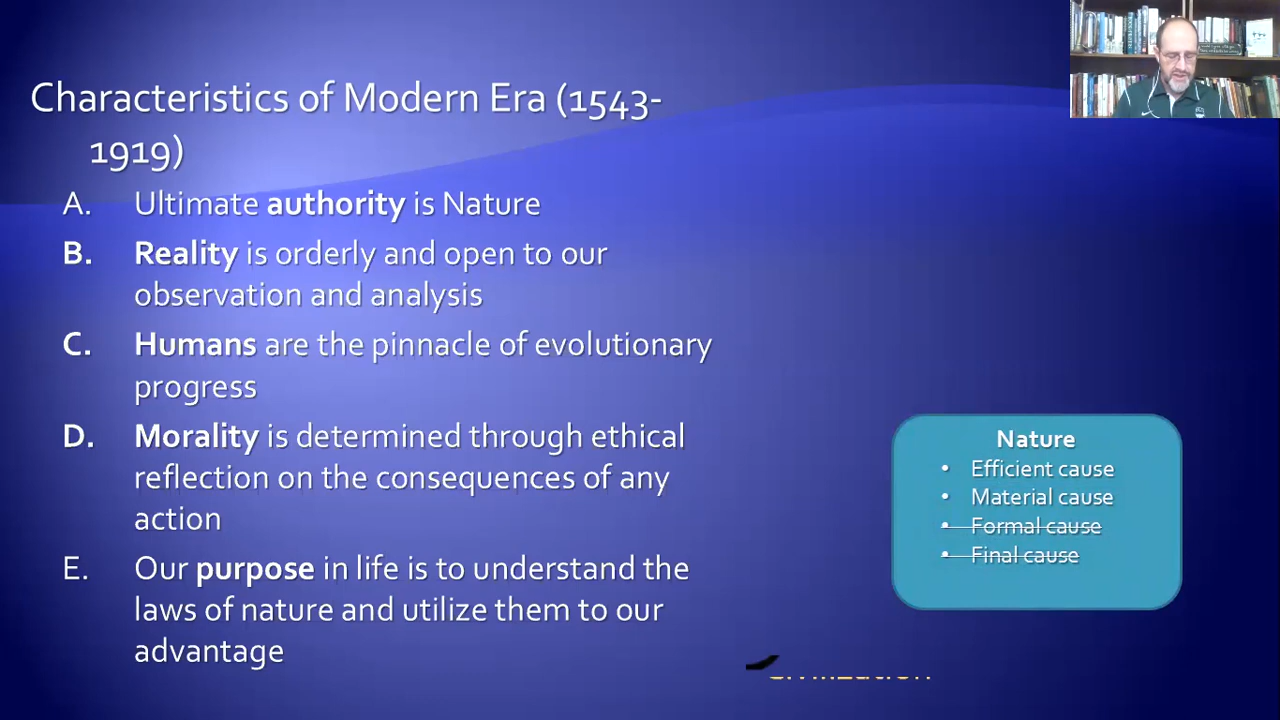 Characteristics of Modern Era (1543-
1919)
A. Ultimate authority is Nature
B. Reality is orderly and open to our
observation and analysis
C. Humans are the pinnacle of evolutionary
progress
D. Morality is determined through ethical
reflection on the consequences of any
action
E. Our purpose in life is to understand the
laws of nature and utilize them to our
advantage
Nature
• Efficient cause
• Material cause
• Formal cause
• Final cause